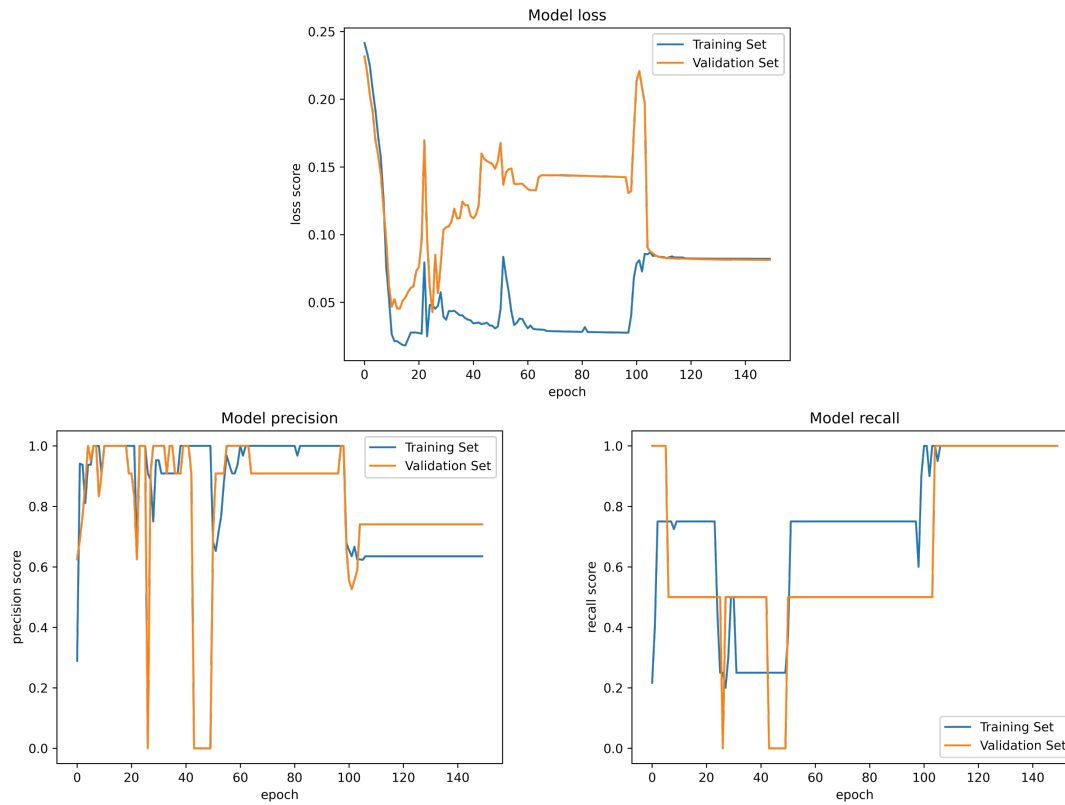 Model loss
0.25
0.20
0.15
0.10
0.05
loss score
0 20 40 60 80 100 120 140
epoch
Training Set
Validation Set
Model precision
1.0
0.8
0.6
0.4
0.2
0.0
precision score
0 20 40 60 80 100 120 140
epoch
Training Set
Validation Set
Model recall
1.0
0.8
0.6
0.4
0.2
0.0
recall score
0 20 40 60 80 100 120 140
epoch
Training Set
Validation Set